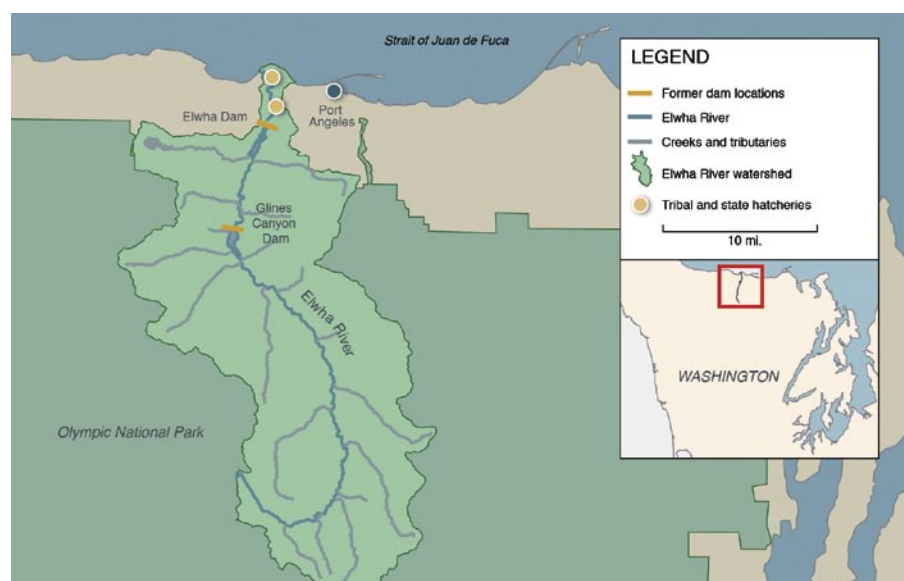 Strait of Juan de Fuca
Elwha Dam
Port
Angeles
Glines
Canyon
Dam
Elwha River
Olympic National Park
LEGEND
Former dam locations
Elwha River
Creeks and tributaries
Elwha River watershed
Tribal and state hatcheries
10 mi.
WASHINGTON